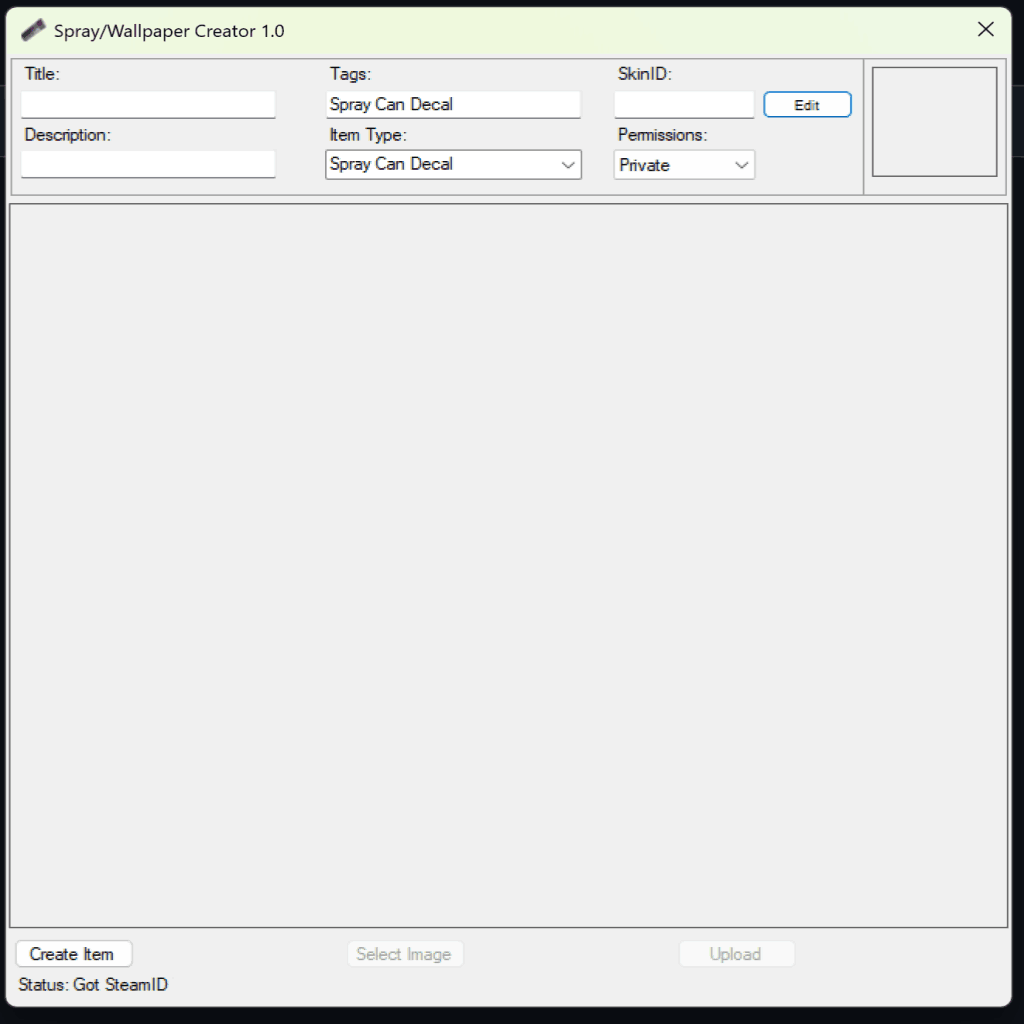 Spray/Wallpaper Creator 1.0
Title:
Tags:
SkinID:
Spray Can Decal
Edit
Description:
Item Type:
Permissions:
Spray Can Decal
Private
Create Item
Select Image
Upload
Status: Got SteamID